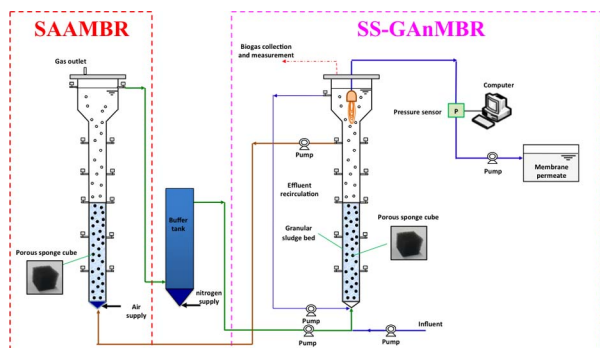 SAAMBR
SS-GAnMBR
Gas outlet
Biogas collection
and measurement
Computer
Pressure sensor
P
Pump
Pump
Membrane
permeate
Effluent
recirculation
Buffer
tank
Porous sponge cube
Granular
sludge bed
Porous sponge cube
nitrogen
supply
Air
supply
Pump
Pump
Influent